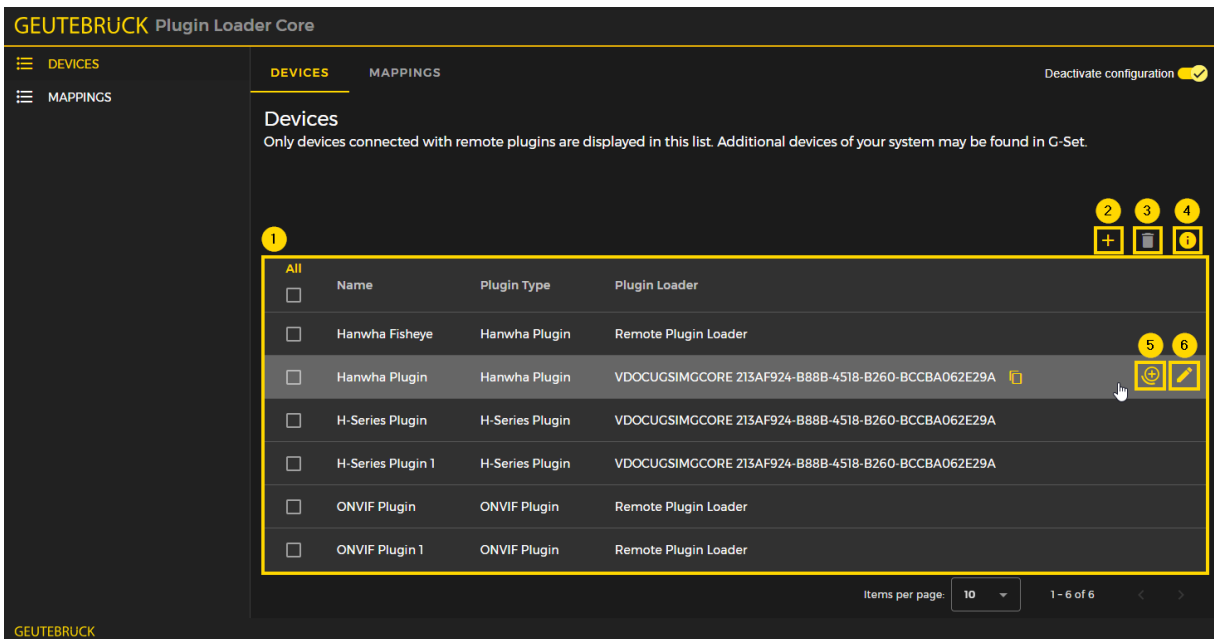 GEUTEBRÜCK Plugin Loader Core
DEVICES
MAPPINGS
DEVICES MAPPINGS
Deactivate configuration
Devices
Only devices connected with remote plugins are displayed in this list. Additional devices of your system may be found in G-Set.
2 3 4
1
All
Name Plugin Type Plugin Loader
Hanwha Fisheye Hanwha Plugin Remote Plugin Loader
5 6
Hanwha Plugin Hanwha Plugin VDOCUGSIMGCORE 213AF924-B88B-4518-B260-BCCBA062E29A
H-Series Plugin H-Series Plugin VDOCUGSIMGCORE 213AF924-B88B-4518-B260-BCCBA062E29A
H-Series Plugin 1 H-Series Plugin VDOCUGSIMGCORE 213AF924-B88B-4518-B260-BCCBA062E29A
ONVIF Plugin ONVIF Plugin Remote Plugin Loader
ONVIF Plugin 1 ONVIF Plugin Remote Plugin Loader
Items per page: 10 1 - 6 of 6
GEUTEBRÜCK